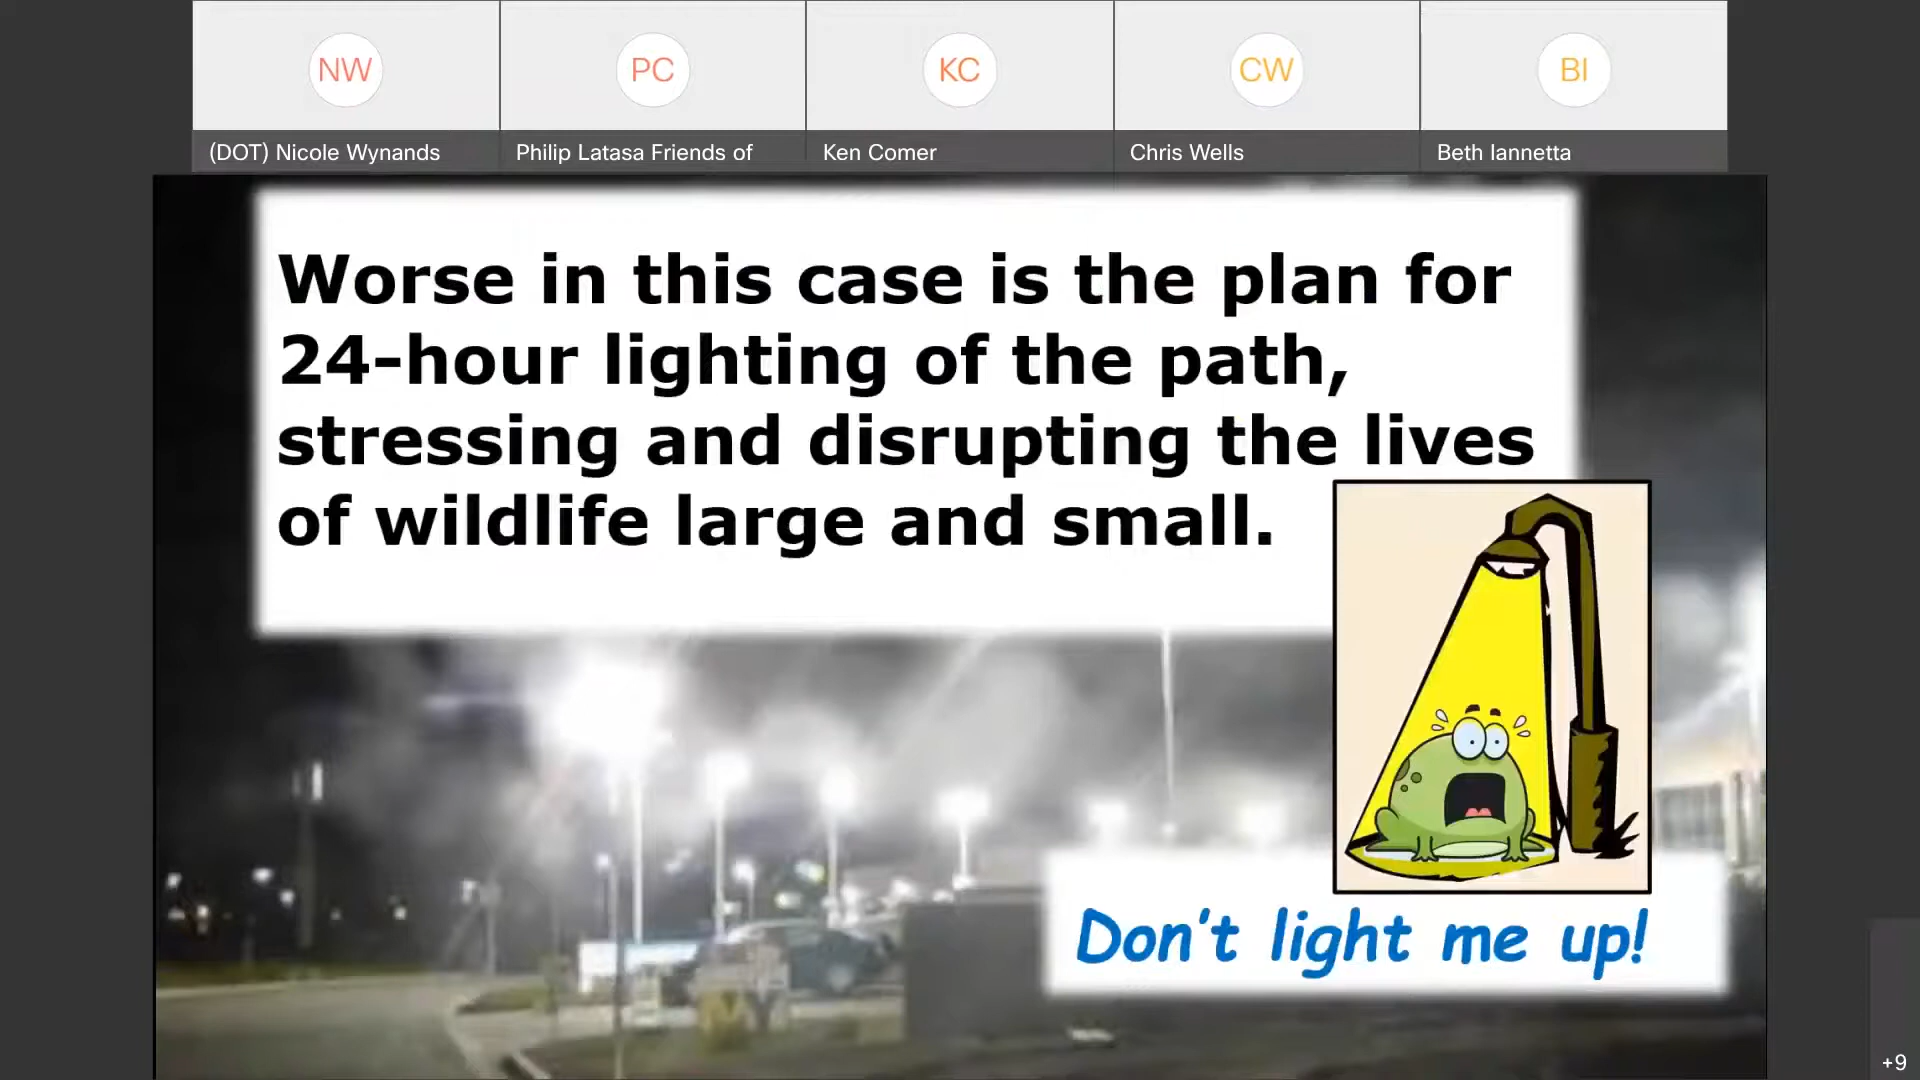 NW
PC
KC
CW
BI
(DOT) Nicole Wynands
Philip Latasa Friends of
Ken Comer
Chris Wells
Beth Iannetta
Worse in this case is the plan for
24-hour lighting of the path,
stressing and disrupting the lives
of wildlife large and small.
Don't light me up!
+9